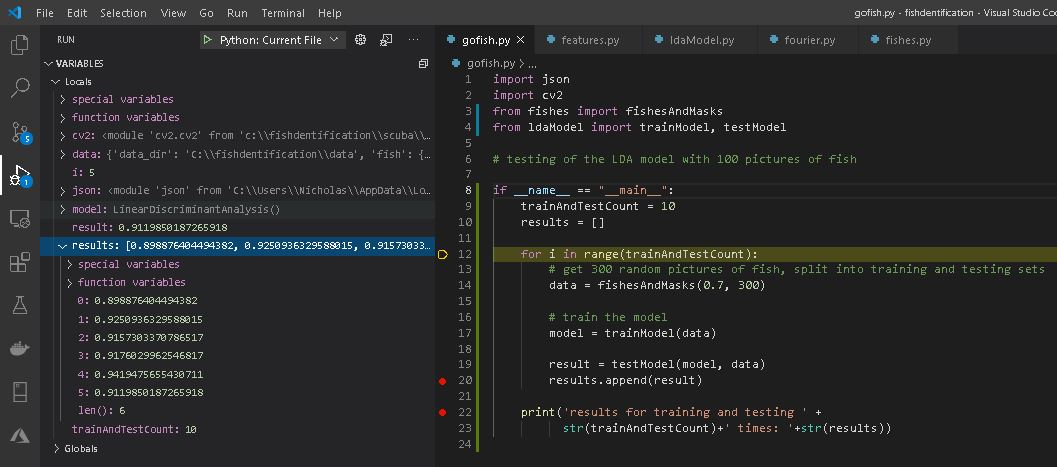 File Edit Selection View Go Run Terminal Help gofish.py - fishdentification - Visual Studio Co
RUN Python: Current File ...
VARIABLES
Locals
special variables
function variables
cv2: <module 'cv2.cv2' from 'c:\\fishdentification\\scuba\\...
data: {'data_dir': 'C:\\fishdentification\\data', 'fish': {...
i: 5
json: <module 'json' from 'C:\\Users\\Nicholas\\AppData\\Lo...
model: LinearDiscriminantAnalysis()
result: 0.9119850187265918
results: [0.898876404494382, 0.9250936329588015, 0.91573033...
special variables
function variables
0: 0.898876404494382
1: 0.9250936329588015
2: 0.9157303370786517
3: 0.9176029962546817
4: 0.9419475655430711
5: 0.9119850187265918
len(): 6
trainAndTestCount: 10
Globals
5
1
gofish.py features.py ldaModel.py fourier.py fishes.py
gofish.py > ...
1 import json
2 import cv2
3 from fishes import fishesAndMasks
4 from ldaModel import trainModel, testModel
5
6 # testing of the LDA model with 100 pictures of fish
7
8 if __name__ == "__main__":
9 trainAndTestCount = 10
10 results = []
11
12 for i in range(trainAndTestCount):
13 # get 300 random pictures of fish, split into training and testing sets
14 data = fishesAndMasks(0.7, 300)
15
16 # train the model
17 model = trainModel(data)
18
19 result = testModel(model, data)
20 results.append(result)
21
22 print('results for training and testing ' +
23 str(trainAndTestCount)+' times: '+str(results))
24